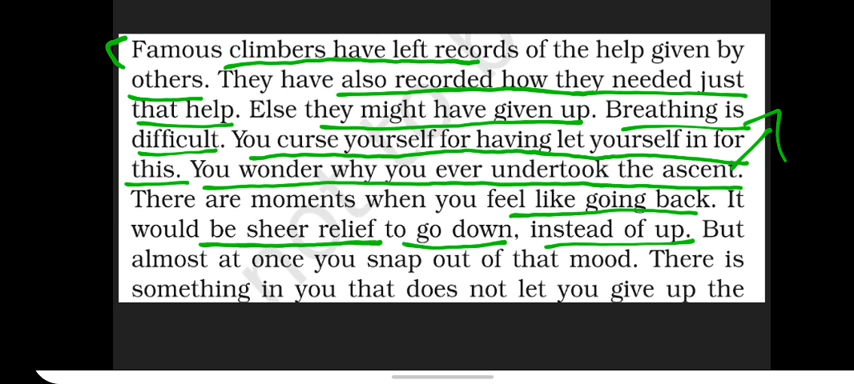 Famous climbers have left records of the help given by
others. They have also recorded how they needed just
that help. Else they might have given up. Breathing is
difficult. You curse yourself for having let yourself in for
this. You wonder why you ever undertook the ascent.
There are moments when you feel like going back. It
would be sheer relief to go down, instead of up. But
almost at once you snap out of that mood. There is
something in you that does not let you give up the